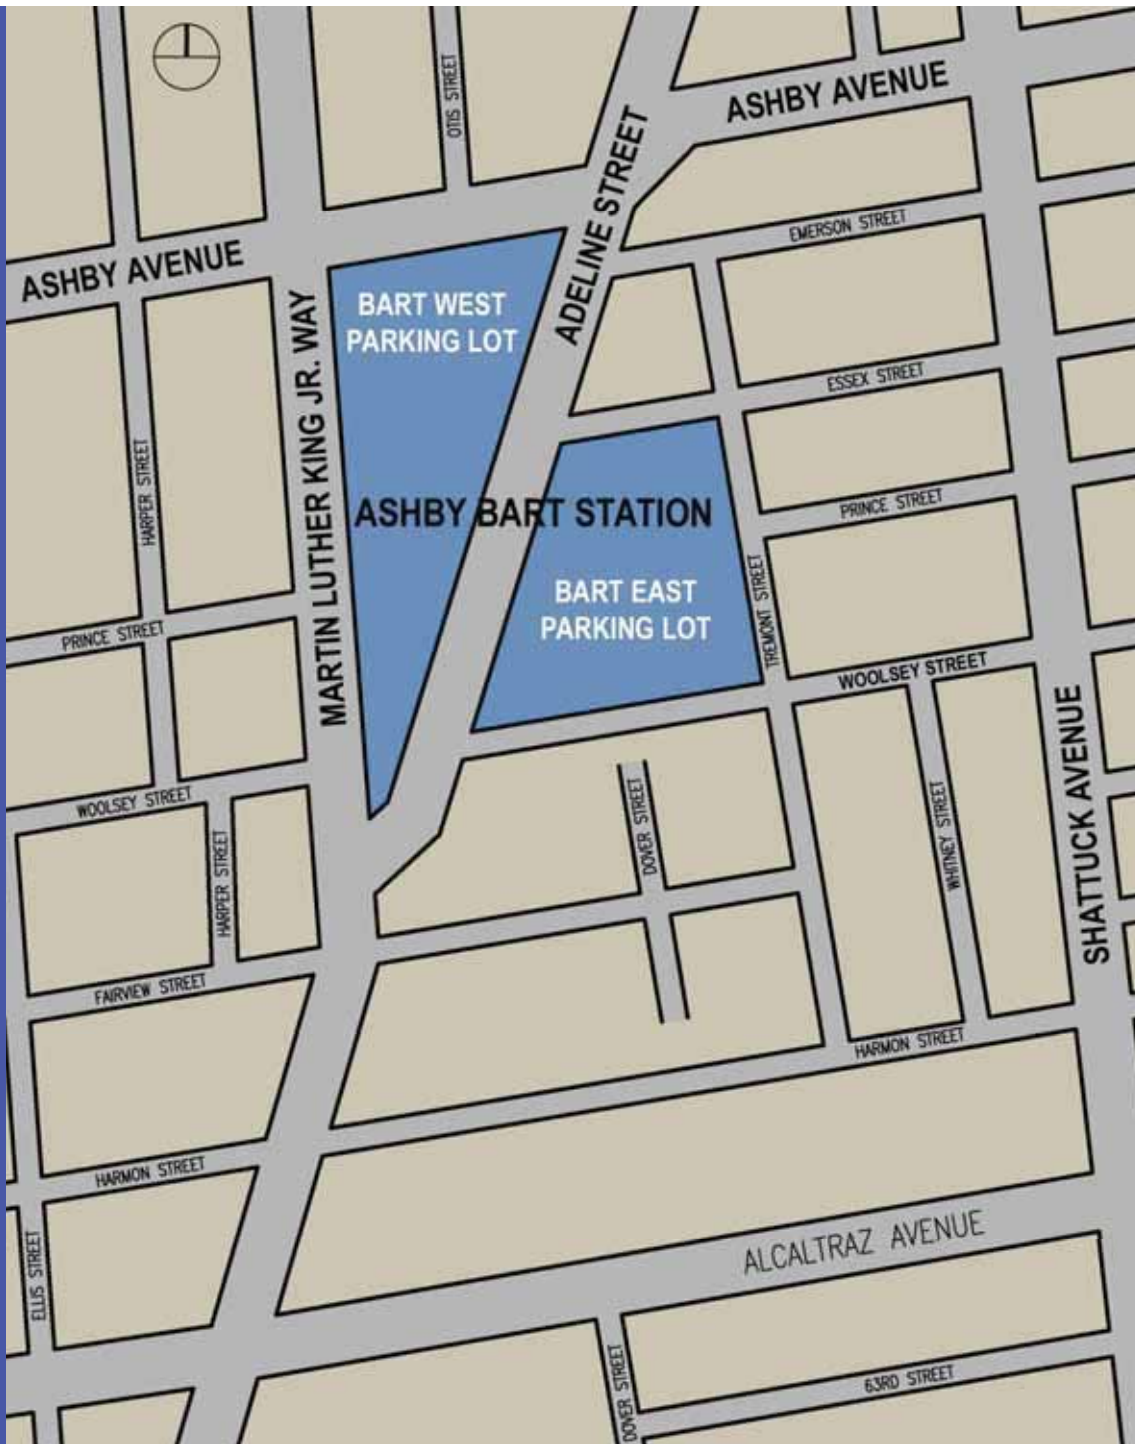 OTIS STREET
ASHBY AVENUE
ADELINE STREET
EMERSON STREET
ASHBY AVENUE
BART WEST
PARKING LOT
MARTIN LUTHER KING JR. WAY
ESSEX STREET
HARPER STREET
ASHBY BART STATION
PRINCE STREET
BART EAST
PARKING LOT
TREMONT STREET
PRINCE STREET
WOOLSEY STREET
SHATTUCK AVENUE
WOOLSEY STREET
DOVER STREET
WHITNEY STREET
HARPER STREET
FAIRVIEW STREET
HARMON STREET
HARMON STREET
ALCALTRAZ AVENUE
ELLIS STREET
DOVER STREET
63RD STREET